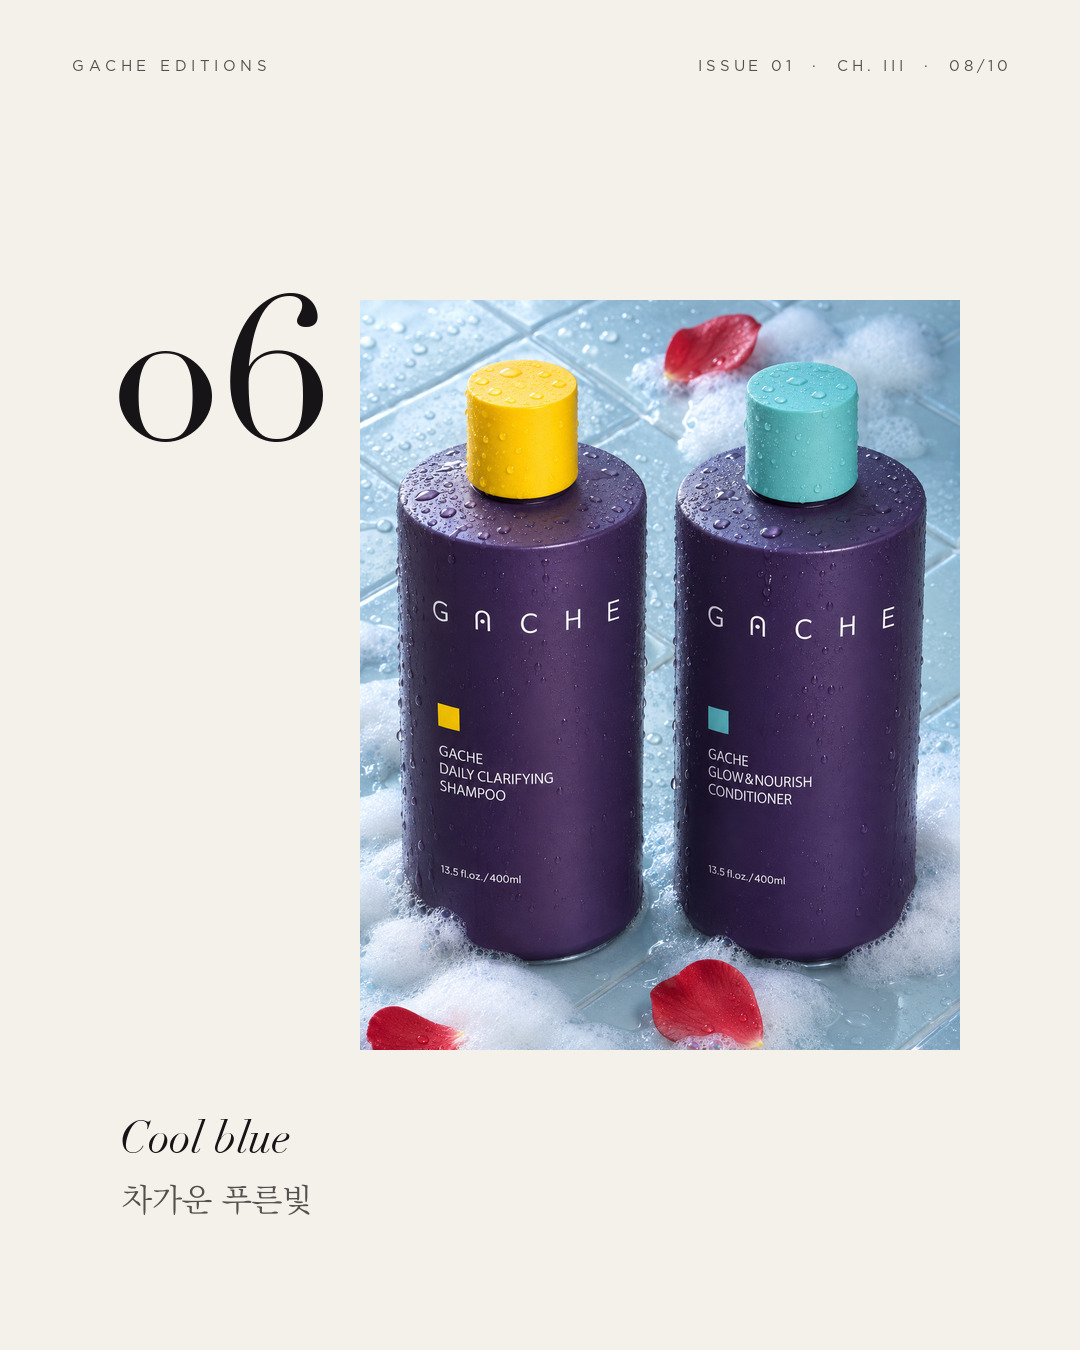 GACHE EDITIONS
ISSUE 01 · CH. III · 08/10
06
GACHE
GACHE
DAILY CLARIFYING
SHAMPOO
13.5 fl.oz./400ml
GACHE
GACHE
GLOW&NOURISH
CONDITIONER
13.5 fl.oz./400ml
Cool blue
차가운 푸른빛